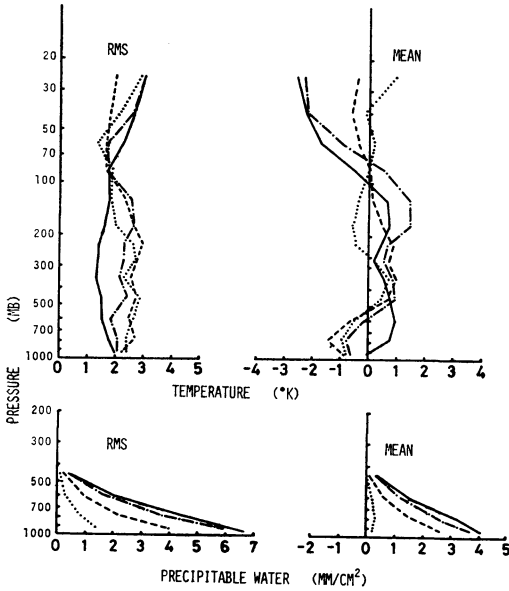 RMS
MEAN
20
30
50
70
100
200
300
500
700
1000
0 1 2 3 4 5
-4 -3 -2 -1 0 1 2 3 4
TEMPERATURE (°K)
PRESSURE (MB)
RMS
MEAN
200
300
500
700
1000
0 1 2 3 4 5 6 7
-2 -1 0 1 2 3 4 5
PRECIPITABLE WATER (MM/CM²)